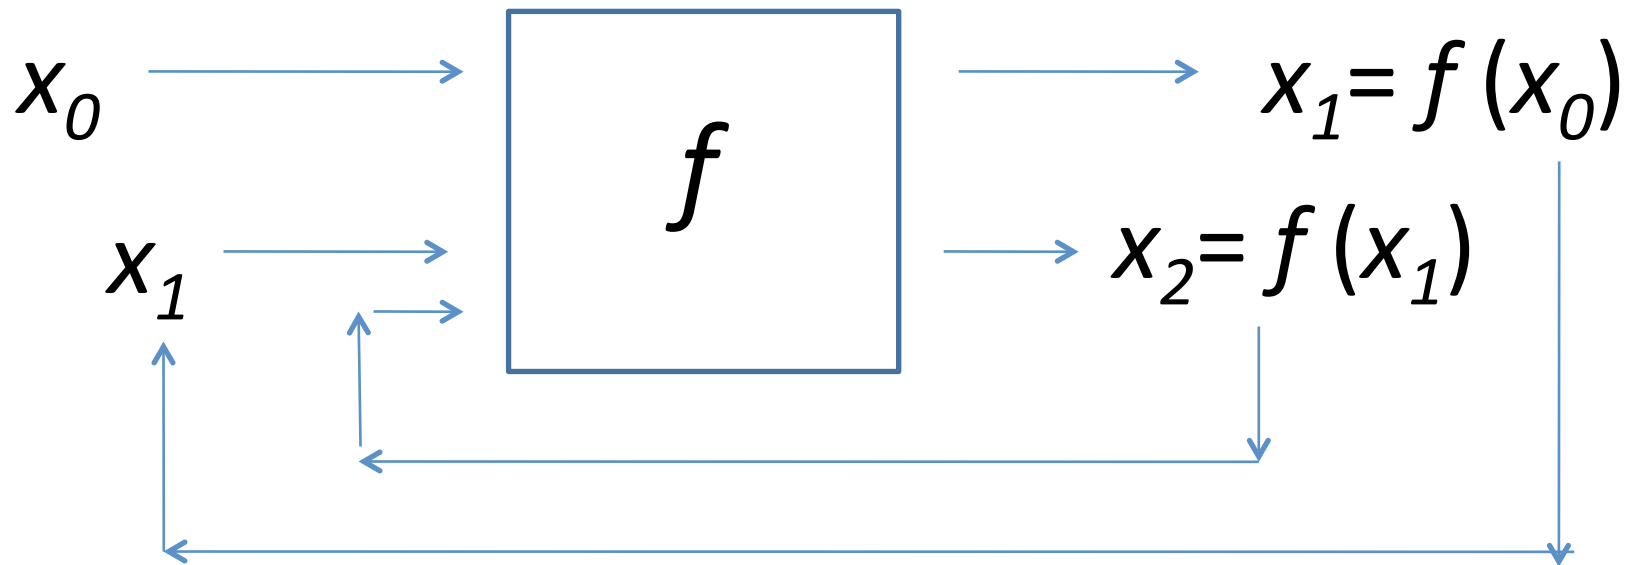 x₀
f
x₁= f (x₀)
x₁
x₂= f (x₁)